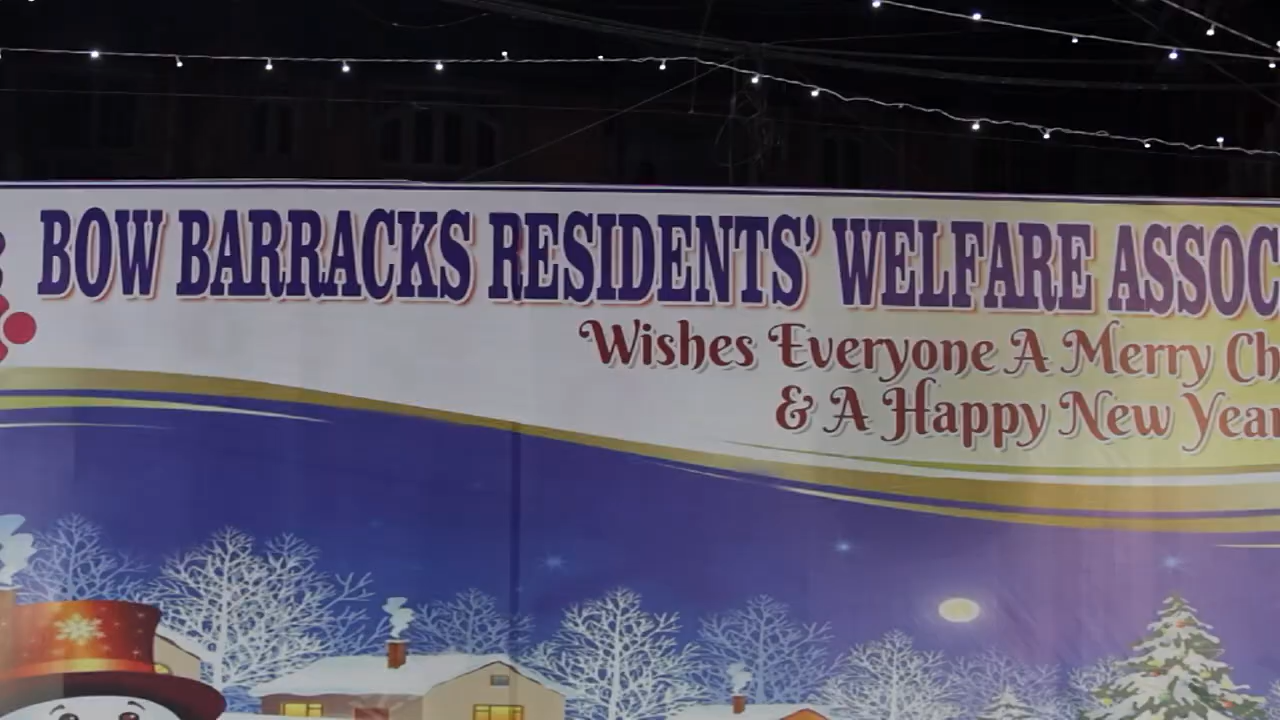 BOW BARRACKS RESIDENTS' WELFARE ASSOC
Wishes Everyone A Merry Ch
& A Happy New Year